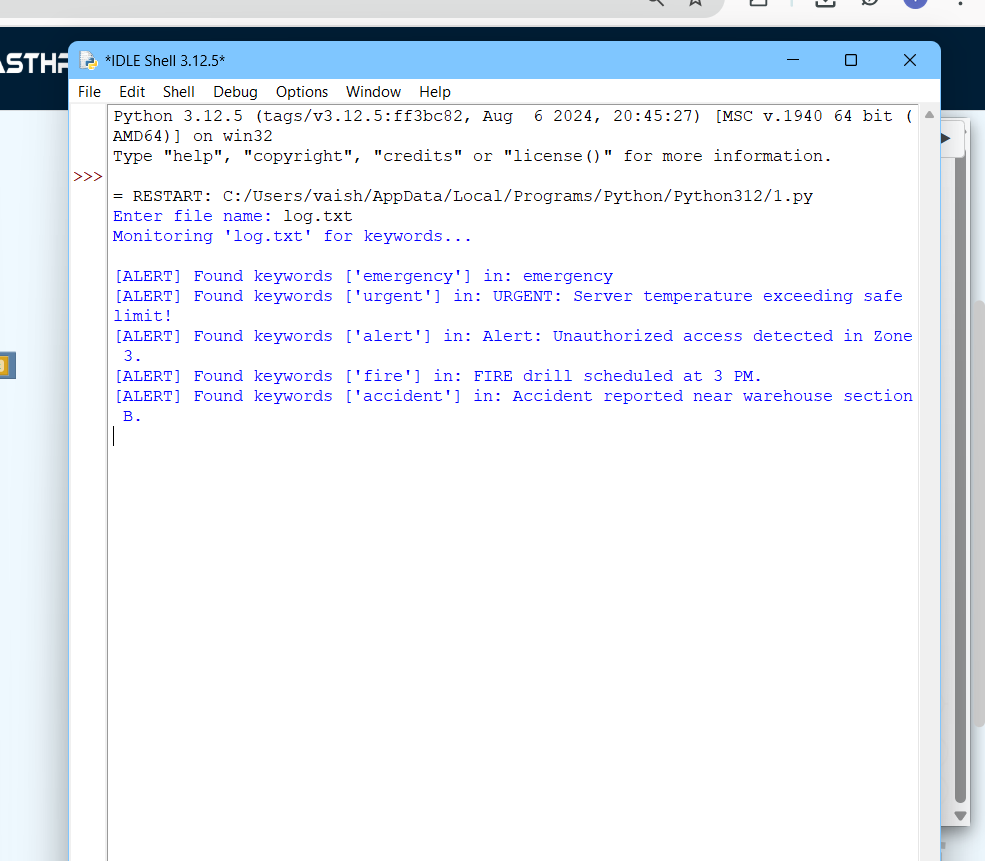 *IDLE Shell 3.12.5*
File Edit Shell Debug Options Window Help
Python 3.12.5 (tags/v3.12.5:ff3bc82, Aug  6 2024, 20:45:27) [MSC v.1940 64 bit (
AMD64)] on win32
Type "help", "copyright", "credits" or "license()" for more information.
>>>
= RESTART: C:/Users/vaish/AppData/Local/Programs/Python/Python312/1.py
Enter file name: log.txt
Monitoring 'log.txt' for keywords...
[ALERT] Found keywords ['emergency'] in: emergency
[ALERT] Found keywords ['urgent'] in: URGENT: Server temperature exceeding safe
limit!
[ALERT] Found keywords ['alert'] in: Alert: Unauthorized access detected in Zone
3.
[ALERT] Found keywords ['fire'] in: FIRE drill scheduled at 3 PM.
[ALERT] Found keywords ['accident'] in: Accident reported near warehouse section
B.